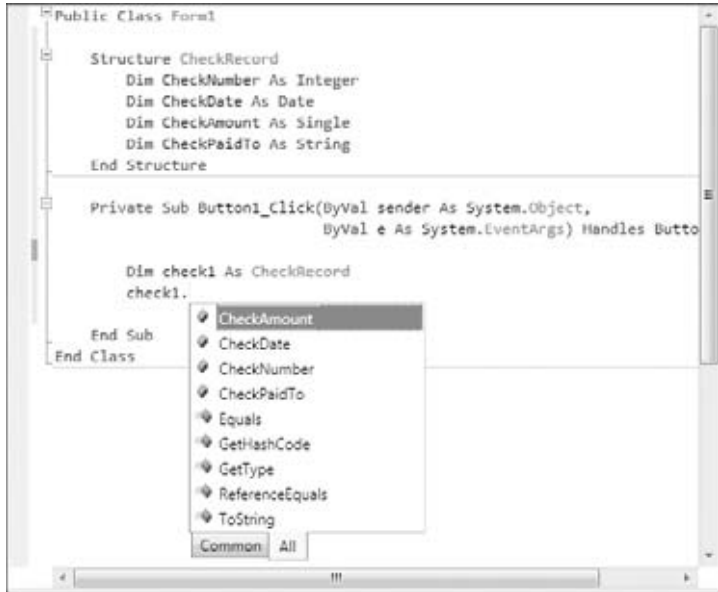 Public Class Form1
Structure CheckRecord
Dim CheckNumber As Integer
Dim CheckDate As Date
Dim CheckAmount As Single
Dim CheckPaidTo As String
End Structure
Private Sub Button1_Click(ByVal sender As System.Object,
ByVal e As System.EventArgs) Handles Butto
Dim check1 As CheckRecord
check1.
End Sub
End Class
CheckAmount
CheckDate
CheckNumber
CheckPaidTo
Equals
GetHashCode
GetType
ReferenceEquals
ToString
Common All